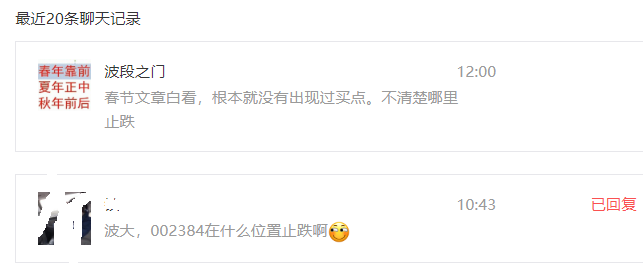 最近20条聊天记录
春年靠前
夏年正中
秋年前后
波段之门
12:00
春节文章白看，根本就没有出现过买点。不清楚哪里
止跌
10:43
已回复
波大，002384在什么位置止跌啊